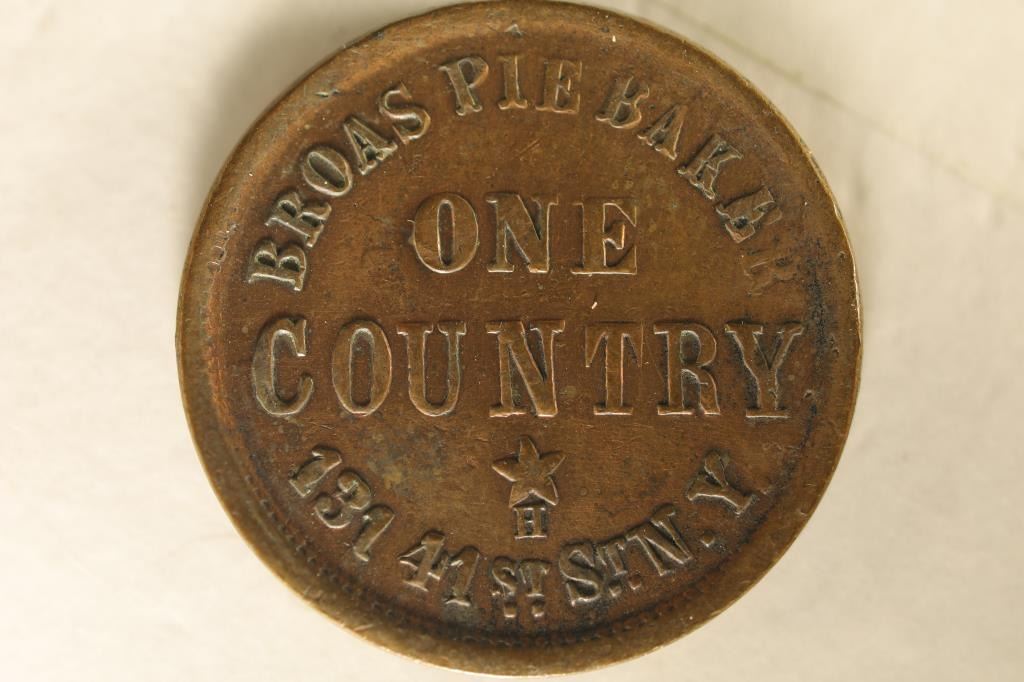 BROAS PIE BAKER
ONE
COUNTRY
H
131 41ST. ST. N.Y